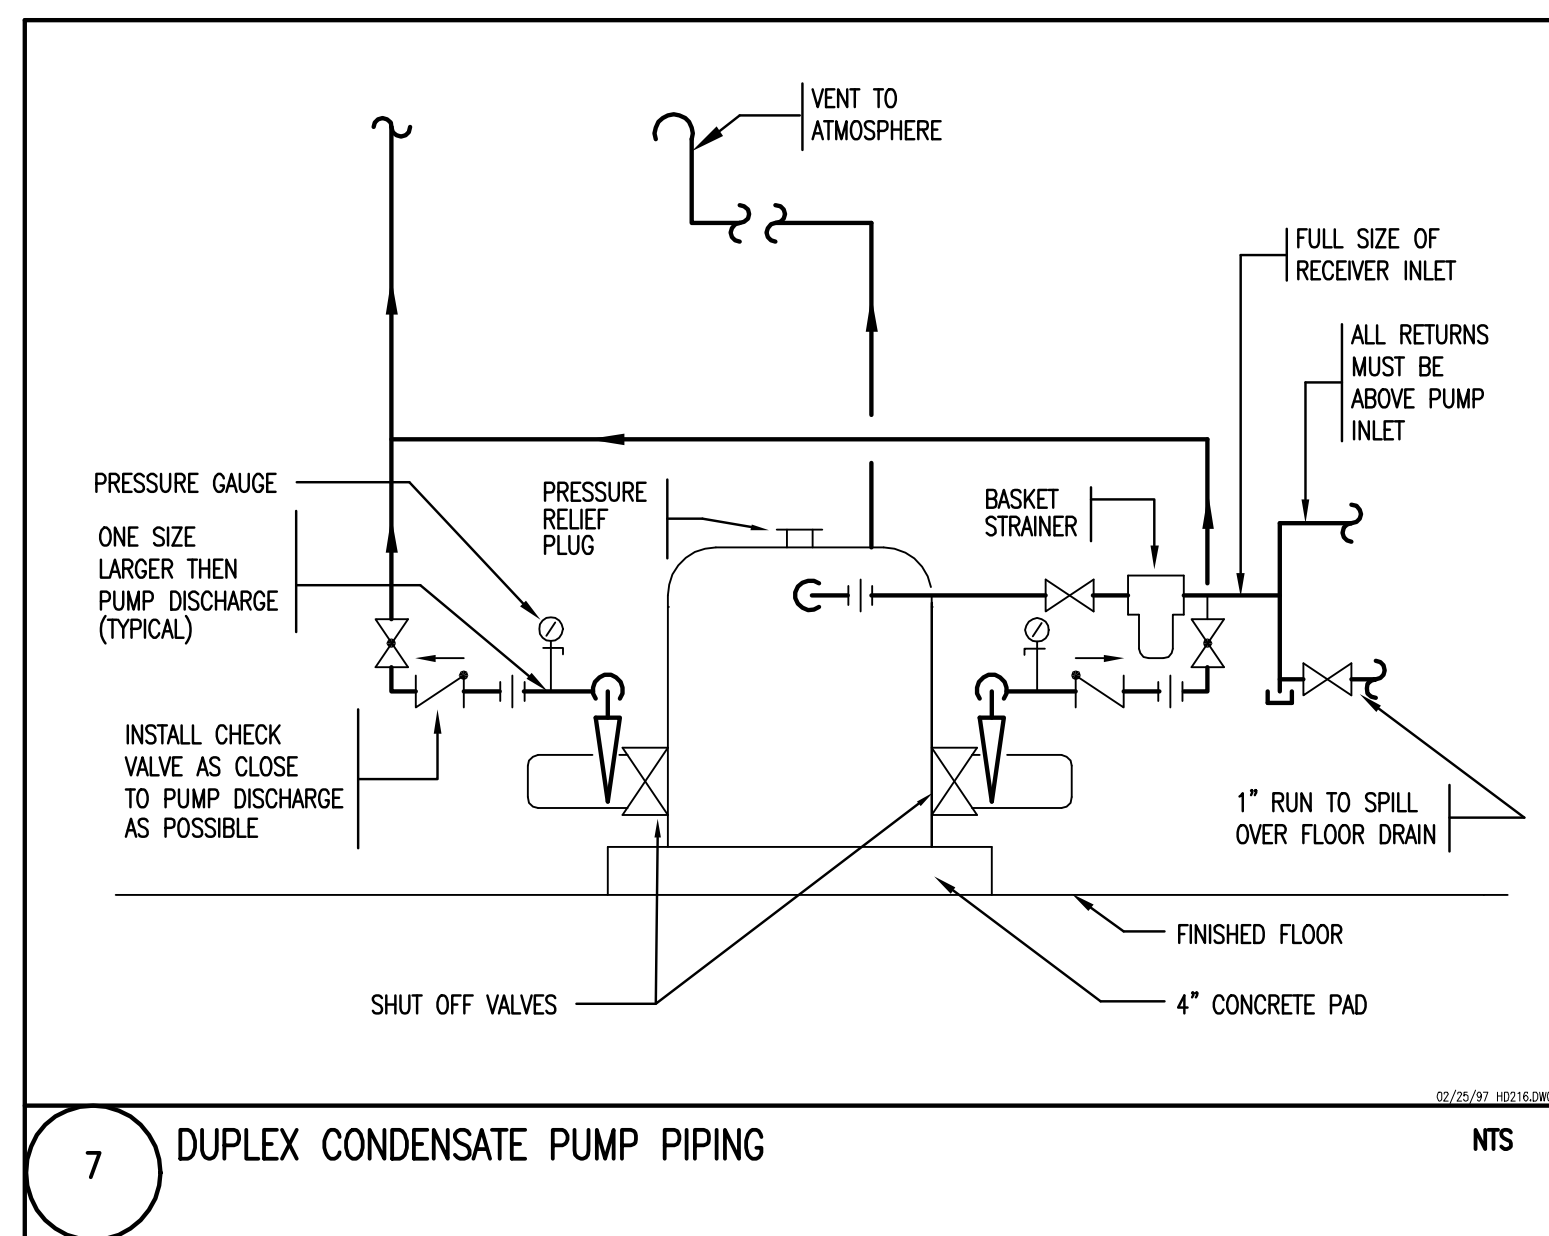 VENT TO
ATMOSPHERE
FULL SIZE OF
RECEIVER INLET
ALL RETURNS
MUST BE
ABOVE PUMP
INLET
PRESSURE GAUGE
PRESSURE
RELIEF
PLUG
BASKET
STRAINER
ONE SIZE
LARGER THEN
PUMP DISCHARGE
(TYPICAL)
INSTALL CHECK
VALVE AS CLOSE
TO PUMP DISCHARGE
AS POSSIBLE
1" RUN TO SPILL
OVER FLOOR DRAIN
FINISHED FLOOR
SHUT OFF VALVES
4" CONCRETE PAD
02/25/97 HD216.DWG
7
DUPLEX CONDENSATE PUMP PIPING
NTS